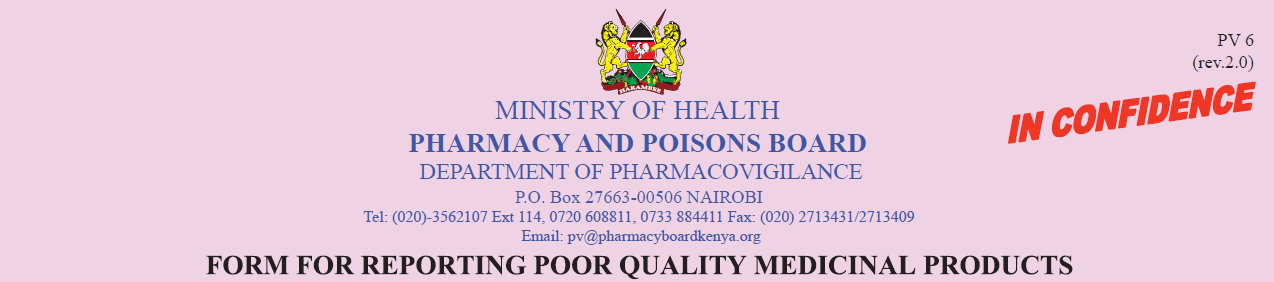 HARAMBEE
PV 6
(rev.2.0)
IN CONFIDENCE
MINISTRY OF HEALTH
PHARMACY AND POISONS BOARD
DEPARTMENT OF PHARMACOVIGILANCE
P.O. Box 27663-00506 NAIROBI
Tel: (020)-3562107 Ext 114, 0720 608811, 0733 884411 Fax: (020) 2713431/2713409
Email: pv@pharmacyboardkenya.org
FORM FOR REPORTING POOR QUALITY MEDICINAL PRODUCTS